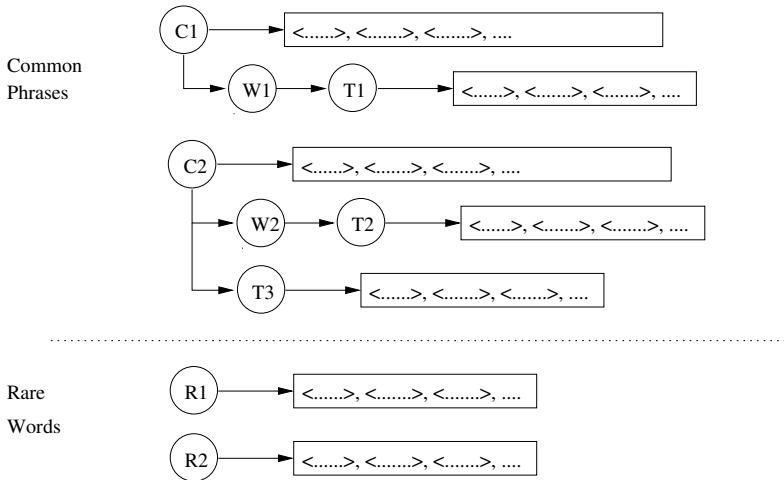 C1 <......>, <.......>, <.......>, ....
Common
Phrases
W1 T1 <......>, <.......>, <.......>, ....
C2 <......>, <.......>, <.......>, ....
W2 T2 <......>, <.......>, <.......>, ....
T3 <......>, <.......>, <.......>, ....
Rare
Words
R1 <......>, <.......>, <.......>, ....
R2 <......>, <.......>, <.......>, ....